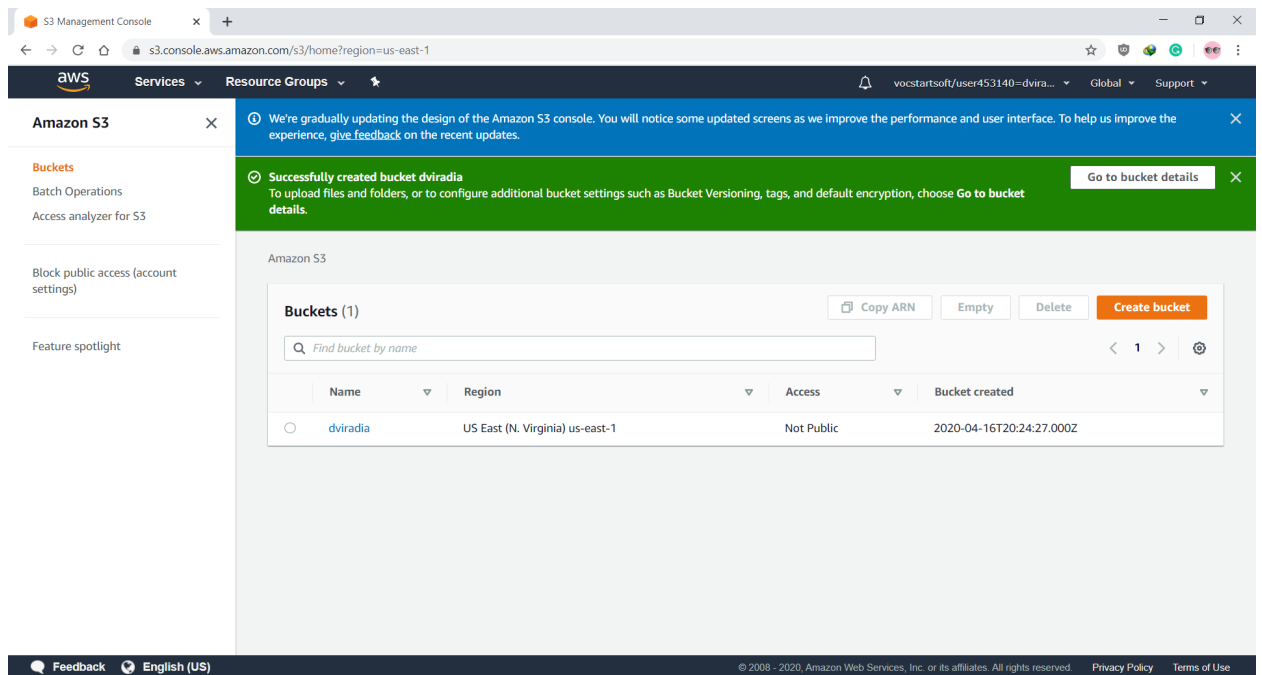 S3 Management Console
s3.console.aws.amazon.com/s3/home?region=us-east-1
aws Services Resource Groups vocstartsoft/user453140=dvira... Global Support
Amazon S3
Buckets
Batch Operations
Access analyzer for S3
Block public access (account
settings)
Feature spotlight
We're gradually updating the design of the Amazon S3 console. You will notice some updated screens as we improve the performance and user interface. To help us improve the
experience, give feedback on the recent updates.
Successfully created bucket dviradia
To upload files and folders, or to configure additional bucket settings such as Bucket Versioning, tags, and default encryption, choose Go to bucket
details.
Go to bucket details
Amazon S3
Buckets (1)
Copy ARN Empty Delete Create bucket
Find bucket by name
1
Name Region Access Bucket created
dviradia US East (N. Virginia) us-east-1 Not Public 2020-04-16T20:24:27.000Z
Feedback English (US) © 2008 - 2020, Amazon Web Services, Inc. or its affiliates. All rights reserved. Privacy Policy Terms of Use